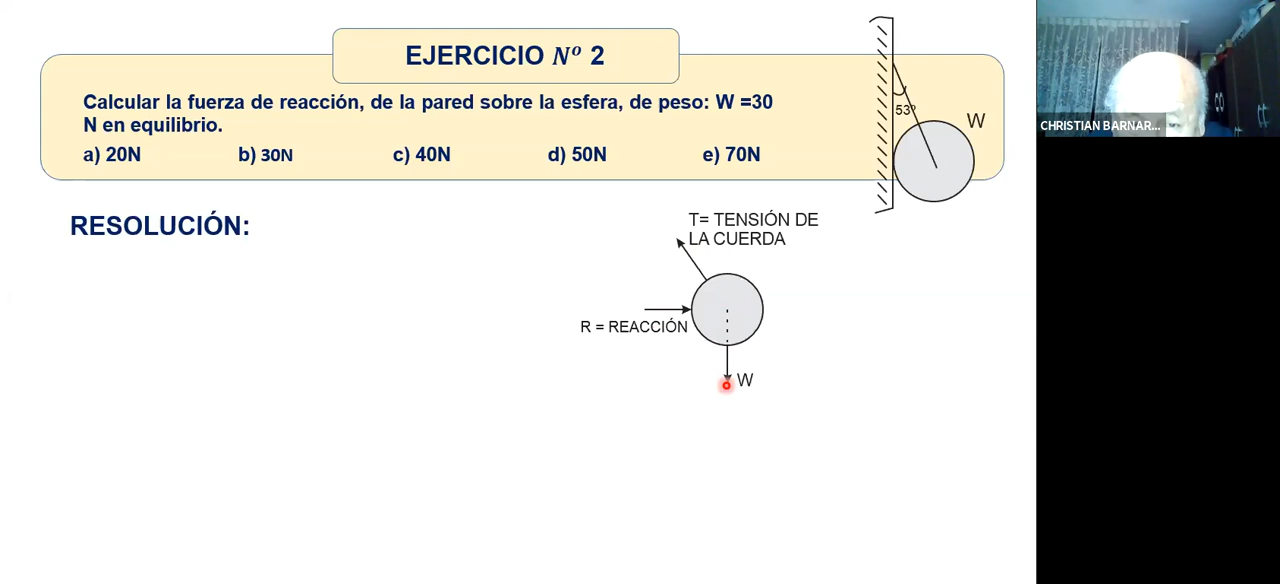 EJERCICIO Nº 2
Calcular la fuerza de reacción, de la pared sobre la esfera, de peso: W =30
N en equilibrio.
a) 20N b) 30N c) 40N d) 50N e) 70N
53º
W
CHRISTIAN BARNAR...
RESOLUCIÓN:
T= TENSIÓN DE
LA CUERDA
R = REACCIÓN
W